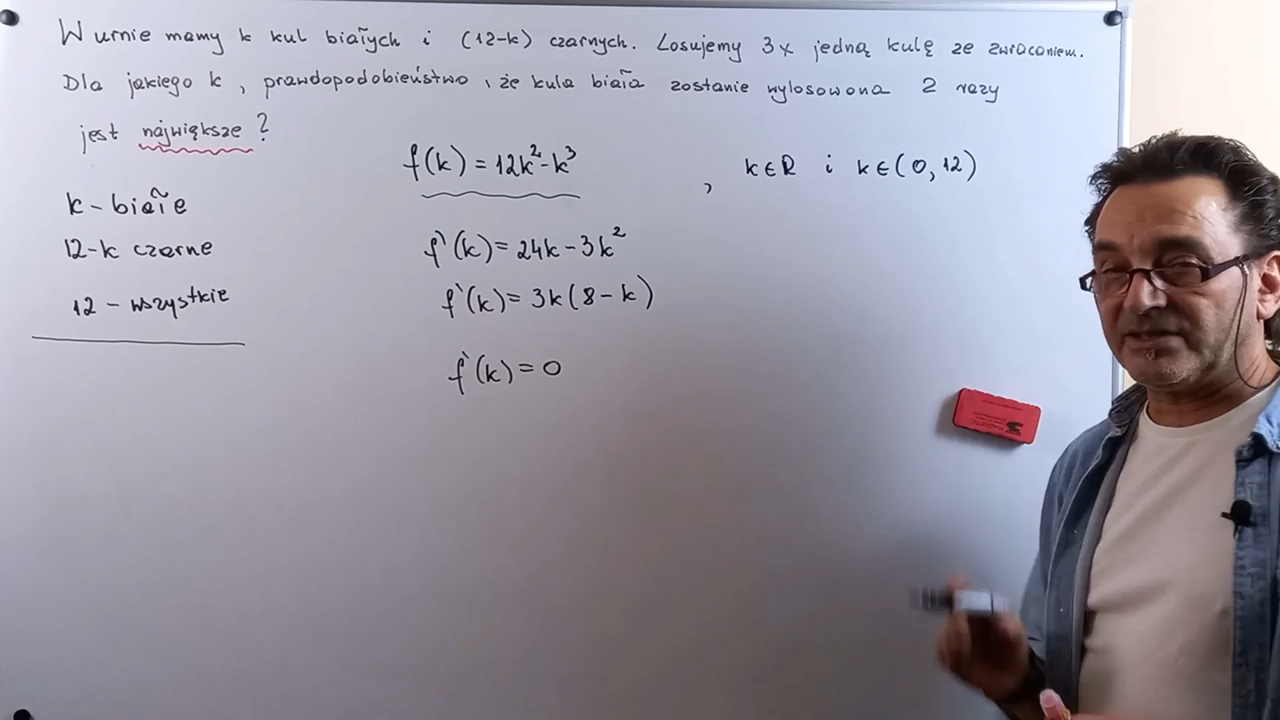 W urnie mamy k kul białych i (12-k) czarnych. Losujemy 3x jedną kulę ze zwracaniem.
Dla jakiego k, prawdopodobieństwo, że kula biała zostanie wylosowana 2 razy
jest największe?
k - białe
12-k czarne
12 - wszystkie
f(k) = 12k²-k³ , k∈R i k∈(0,12)
f'(k) = 24k-3k²
f'(k) = 3k(8-k)
f'(k) = 0